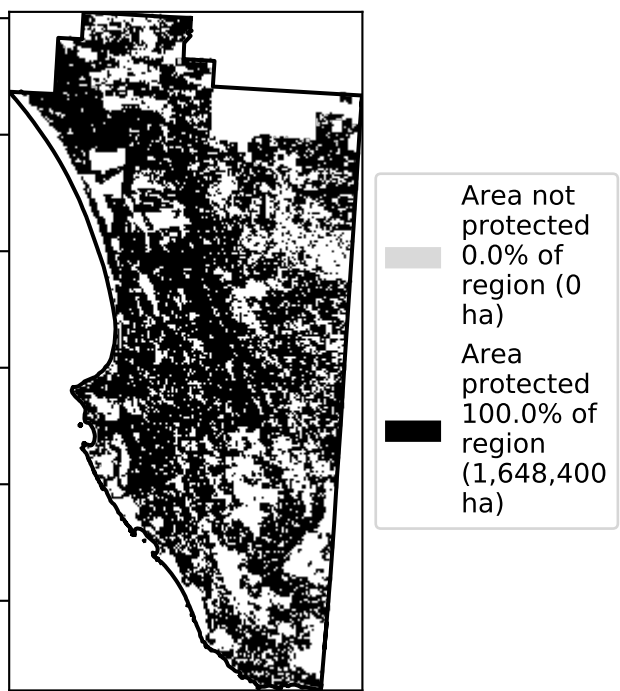 Area not
protected
0.0% of
region (0
ha)
Area
protected
100.0% of
region
(1,648,400
ha)